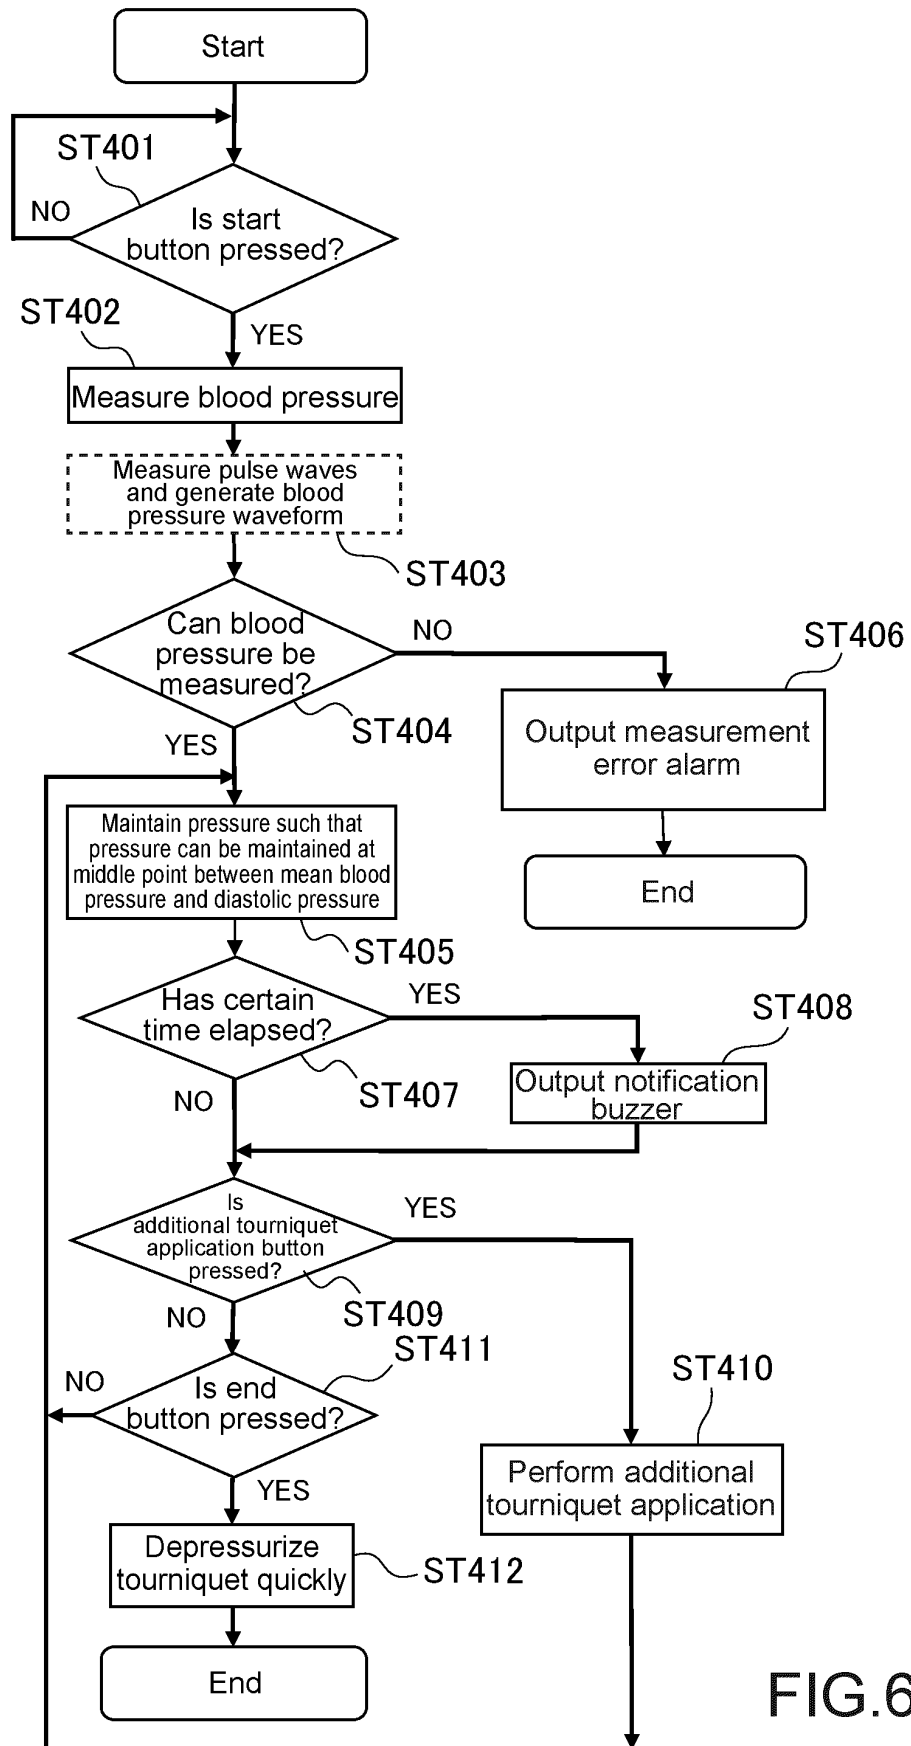 Start
ST401
NO
Is start
button pressed?
ST402
YES
Measure blood pressure
Measure pulse waves
and generate blood
pressure waveform
ST403
Can blood
pressure be
measured?
NO
ST406
ST404
YES
Output measurement
error alarm
Maintain pressure such that
pressure can be maintained at
middle point between mean blood
pressure and diastolic pressure
End
ST405
Has certain
time elapsed?
YES
ST408
ST407
NO
Output notification
buzzer
Is
additional tourniquet
application button
pressed?
YES
ST409
NO
ST411
NO
Is end
button pressed?
ST410
YES
Perform additional
tourniquet application
Depressurize
tourniquet quickly
ST412
End
FIG.6